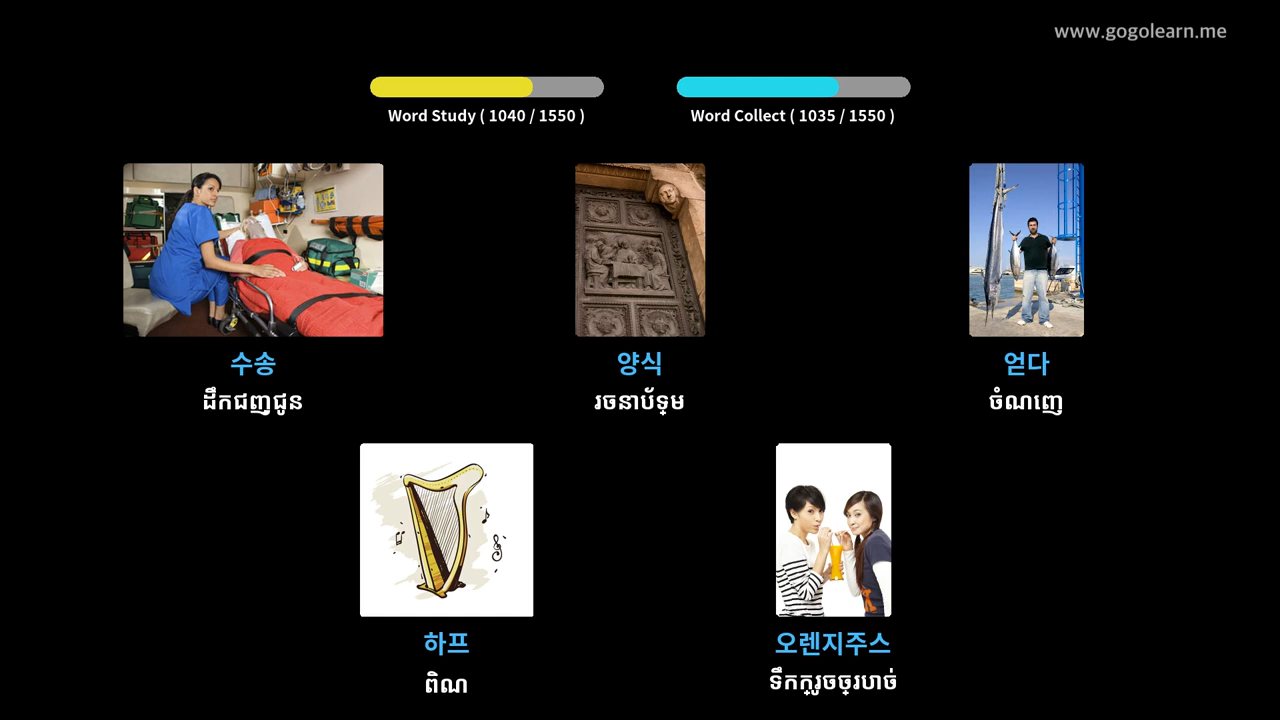 www.gogolearn.me
Word Study ( 1040 / 1550 )
Word Collect ( 1035 / 1550 )
수송
양식
얻다
ដឹកជញ្ជូន
រចនាប័ទ្ម
ចំណេញ
하프
오렌지주스
ពិណ
ទឹកក្រូចច្របាច់